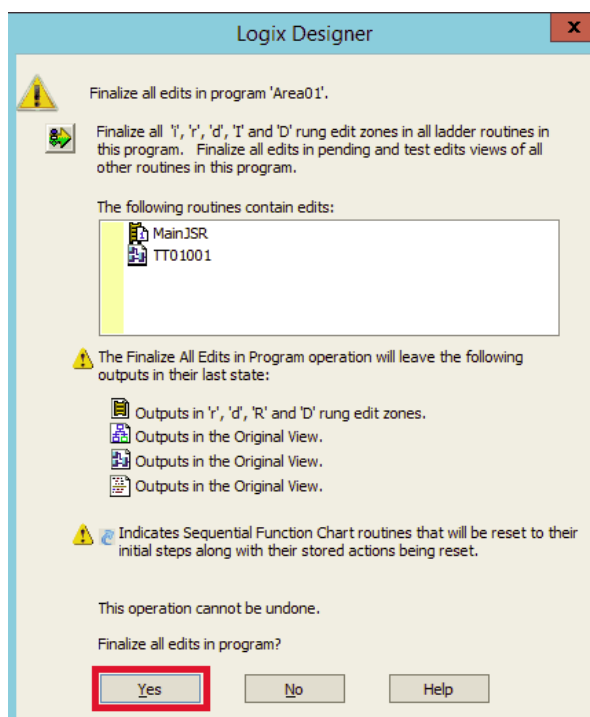 Logix Designer
x
Finalize all edits in program 'Area01'.
Finalize all 'i', 'r', 'd', 'I' and 'D' rung edit zones in all ladder routines in
this program. Finalize all edits in pending and test edits views of all
other routines in this program.
The following routines contain edits:
MainJSR
TT01001
The Finalize All Edits in Program operation will leave the following
outputs in their last state:
Outputs in 'r', 'd', 'R' and 'D' rung edit zones.
Outputs in the Original View.
Outputs in the Original View.
Outputs in the Original View.
Indicates Sequential Function Chart routines that will be reset to their
initial steps along with their stored actions being reset.
This operation cannot be undone.
Finalize all edits in program?
Yes No Help